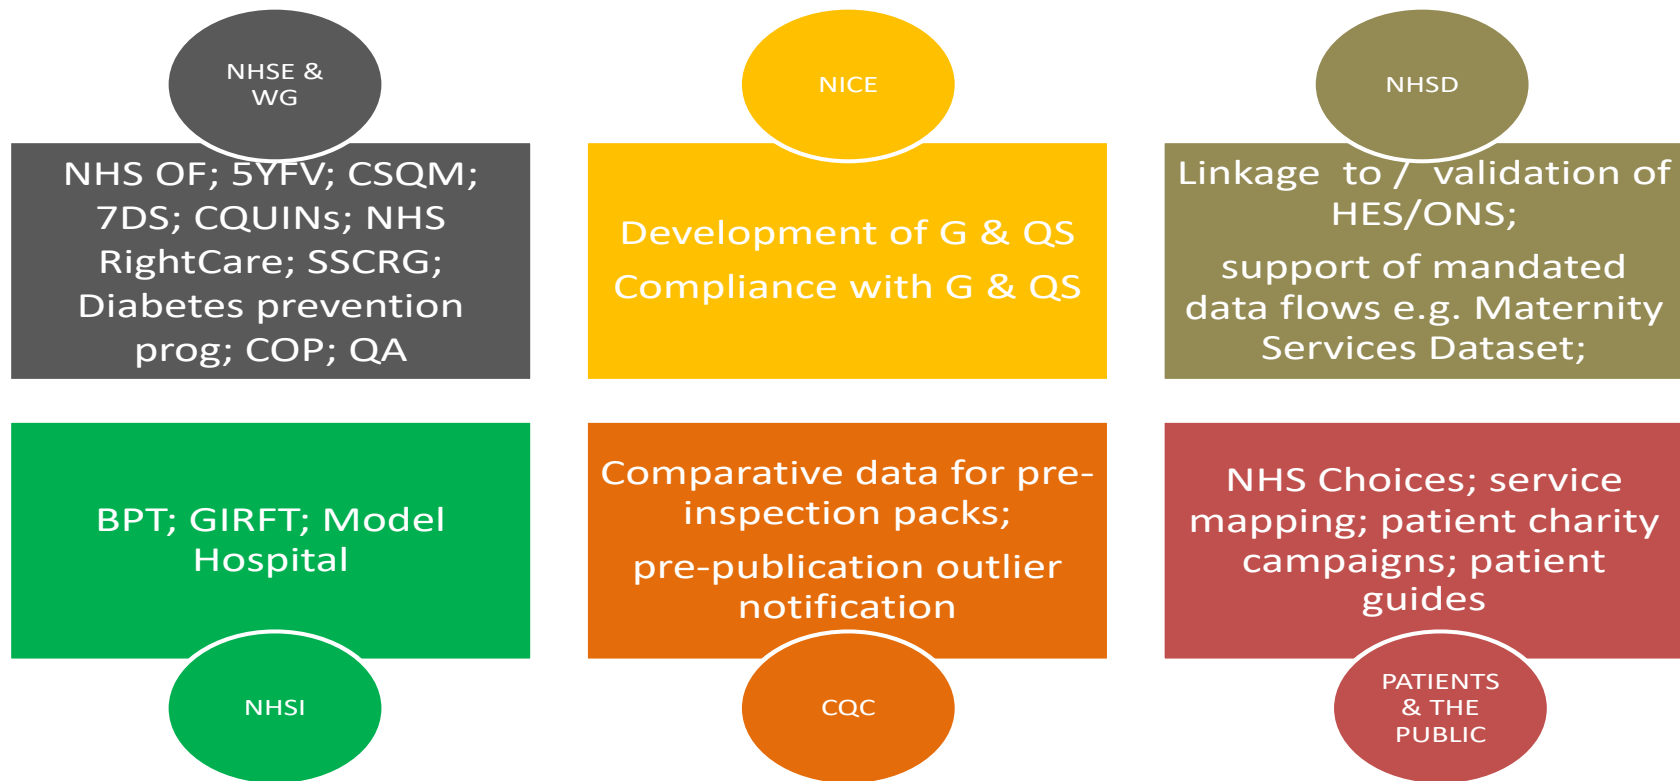 NHSE &
WG
NHS OF; 5YFV; CSQM;
7DS; CQUINs; NHS
RightCare; SSCRG;
Diabetes prevention
prog; COP; QA
NICE
Development of G & QS
Compliance with G & QS
NHSD
Linkage to / validation of
HES/ONS;
support of mandated
data flows e.g. Maternity
Services Dataset;
BPT; GIRFT; Model
Hospital
NHSI
Comparative data for pre-
inspection packs;
pre-publication outlier
notification
CQC
NHS Choices; service
mapping; patient charity
campaigns; patient
guides
PATIENTS
& THE
PUBLIC